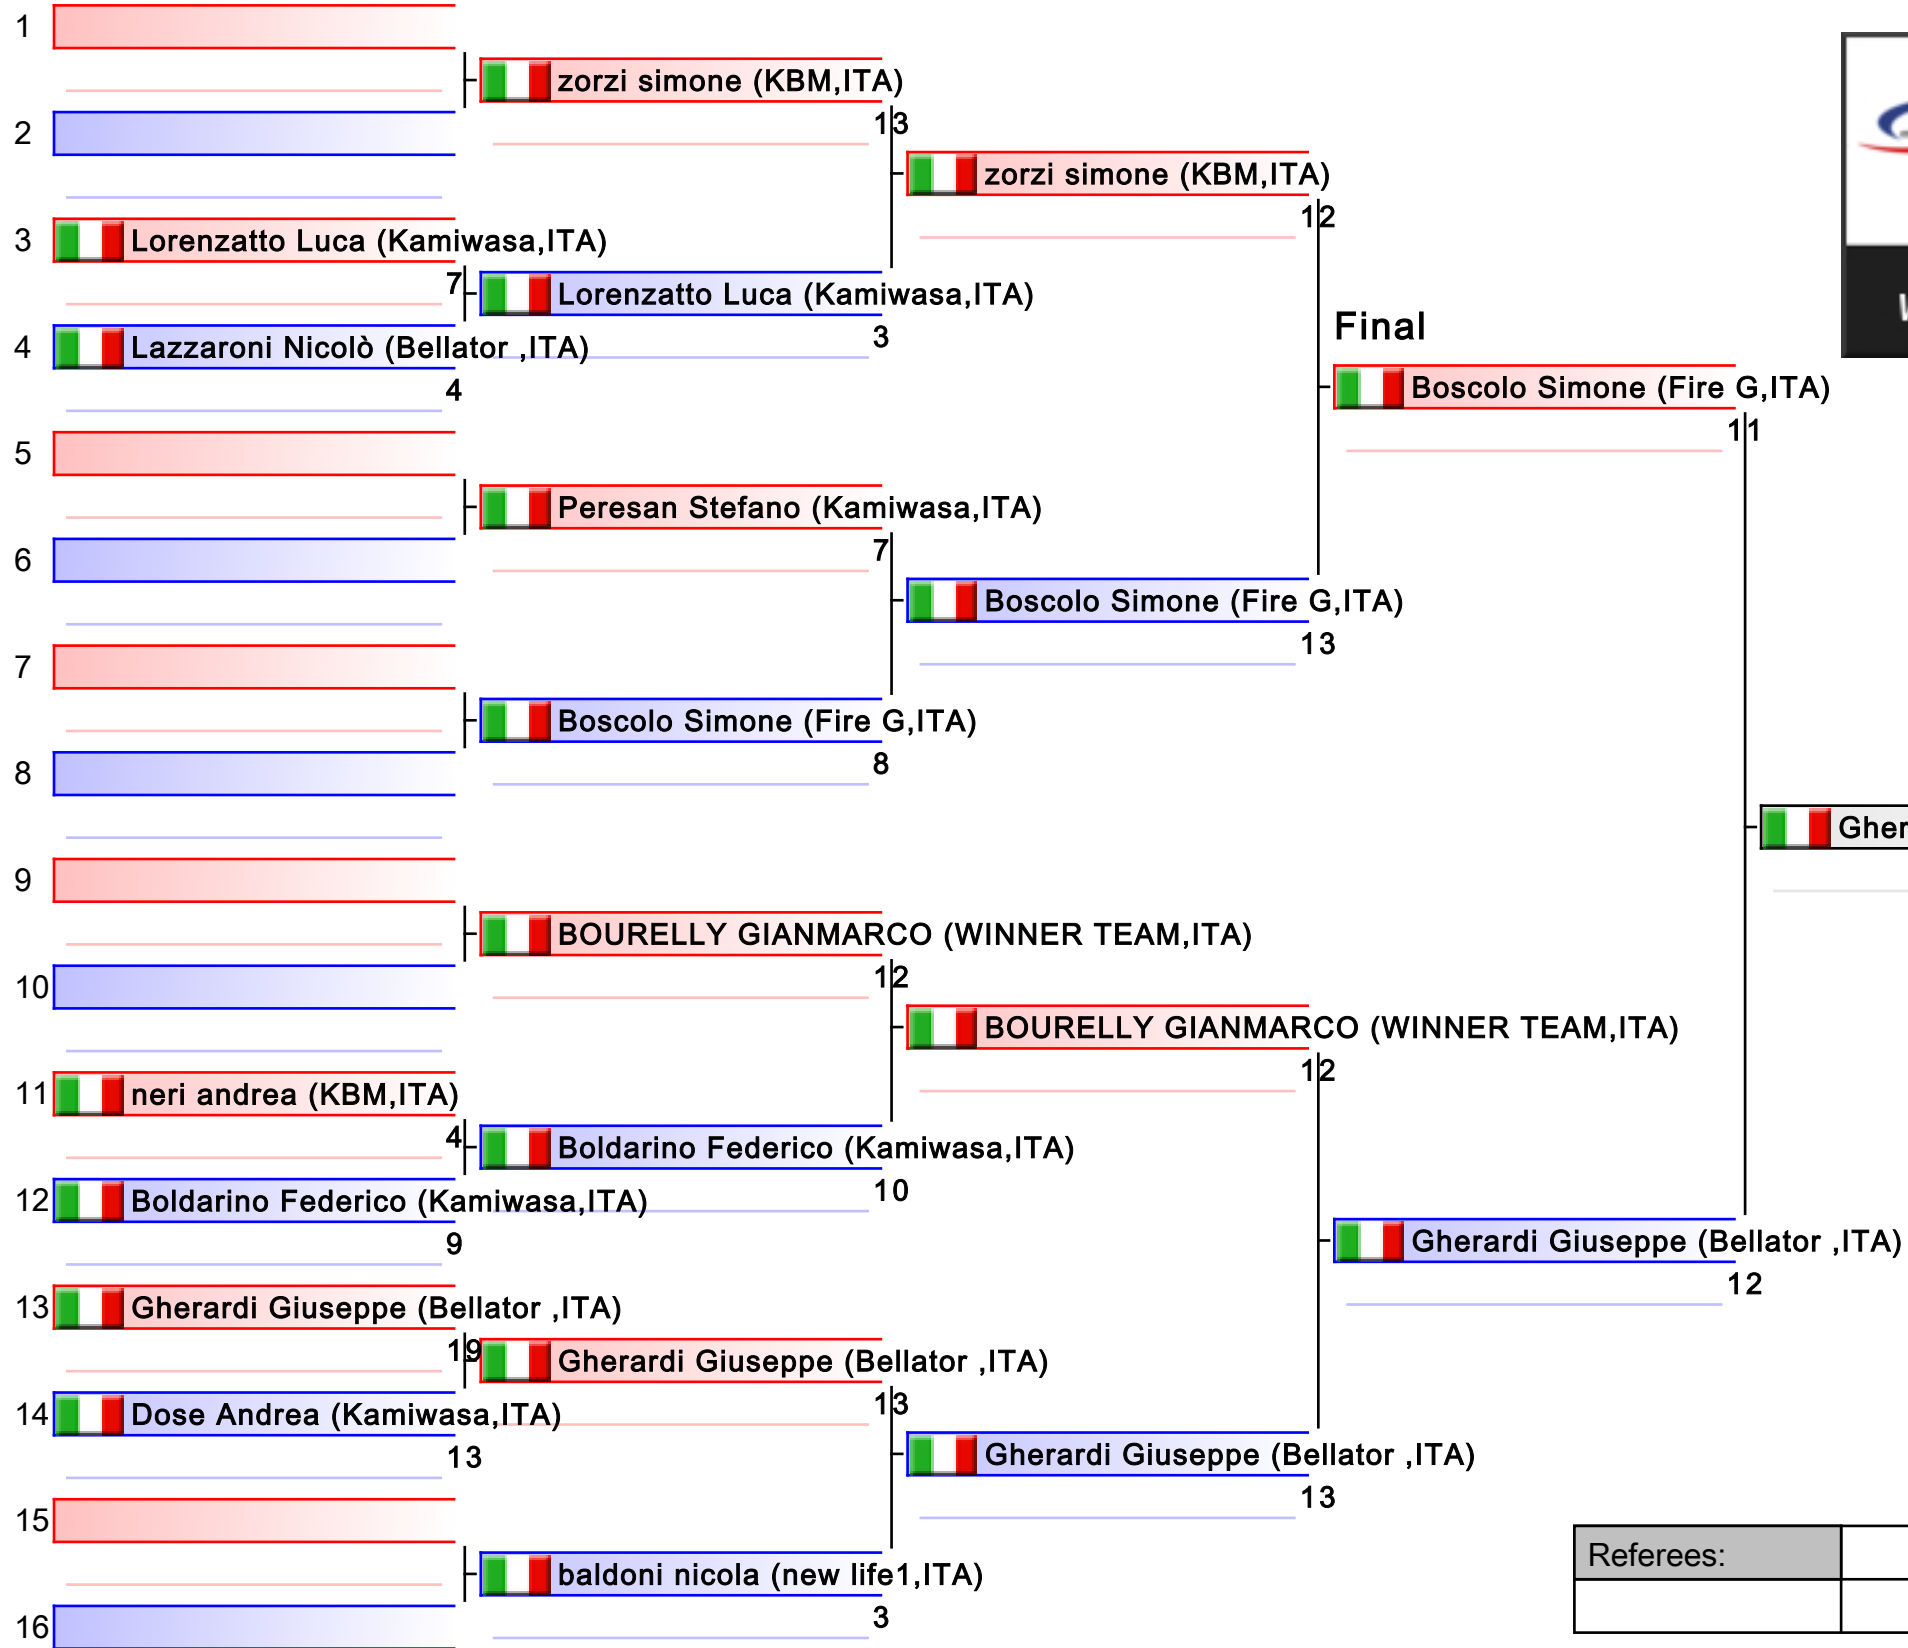 1
zorzi simone (KBM,ITA)
13
2
zorzi simone (KBM,ITA)
12
3
Lorenzatto Luca (Kamiwasa,ITA)
7
Lorenzatto Luca (Kamiwasa,ITA)
3
4
Lazzaroni Nicolò (Bellator ,ITA)
4
Final
Boscolo Simone (Fire G,ITA)
11
5
Peresan Stefano (Kamiwasa,ITA)
7
6
Boscolo Simone (Fire G,ITA)
13
7
Boscolo Simone (Fire G,ITA)
8
8
Gher
9
BOURELLY GIANMARCO (WINNER TEAM,ITA)
12
10
BOURELLY GIANMARCO (WINNER TEAM,ITA)
12
11
neri andrea (KBM,ITA)
4
Boldarino Federico (Kamiwasa,ITA)
10
12
Boldarino Federico (Kamiwasa,ITA)
9
Gherardi Giuseppe (Bellator ,ITA)
12
13
Gherardi Giuseppe (Bellator ,ITA)
19
Gherardi Giuseppe (Bellator ,ITA)
13
14
Dose Andrea (Kamiwasa,ITA)
13
Gherardi Giuseppe (Bellator ,ITA)
13
15
baldoni nicola (new life1,ITA)
3
16
Referees: